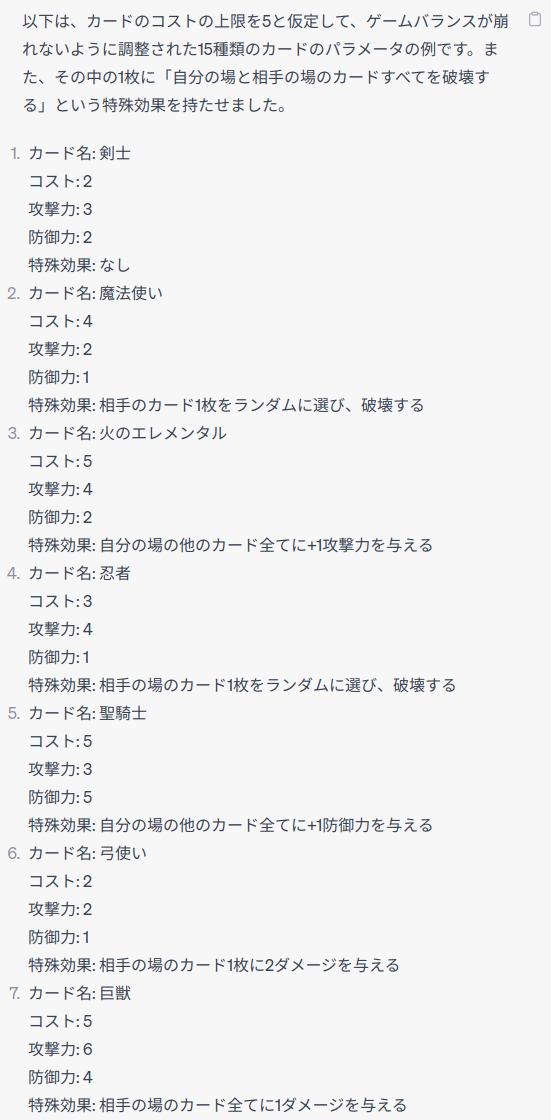 以下は、カードのコストの上限を5と仮定して、ゲームバランスが崩
れないように調整された15種類のカードのパラメータの例です。ま
た、その中の1枚に「自分の場と相手の場のカードすべてを破壊す
る」という特殊効果を持たせました。
1. カード名: 剣士
コスト: 2
攻撃力: 3
防御力: 2
特殊効果: なし
2. カード名: 魔法使い
コスト: 4
攻撃力: 2
防御力: 1
特殊効果: 相手のカード1枚をランダムに選び、破壊する
3. カード名: 火のエレメンタル
コスト: 5
攻撃力: 4
防御力: 2
特殊効果: 自分の場の他のカード全てに+1攻撃力を与える
4. カード名: 忍者
コスト: 3
攻撃力: 4
防御力: 1
特殊効果: 相手の場のカード1枚をランダムに選び、破壊する
5. カード名: 聖騎士
コスト: 5
攻撃力: 3
防御力: 5
特殊効果: 自分の場の他のカード全てに+1防御力を与える
6. カード名: 弓使い
コスト: 2
攻撃力: 2
防御力: 1
特殊効果: 相手の場のカード1枚に2ダメージを与える
7. カード名: 巨獣
コスト: 5
攻撃力: 6
防御力: 4
特殊効果: 相手の場のカード全てに1ダメージを与える